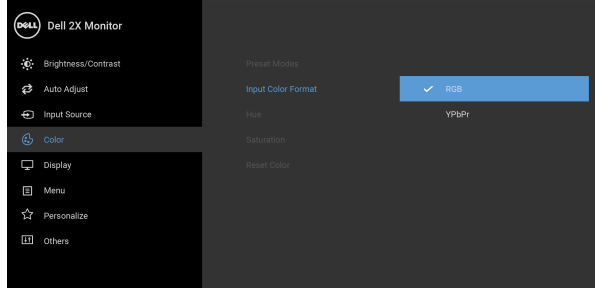 DELL Dell 2X Monitor
Brightness/Contrast
Auto Adjust
Input Source
Color
Display
Menu
Personalize
Others
Preset Modes
Input Color Format
Hue
Saturation
Reset Color
RGB
YPbPr